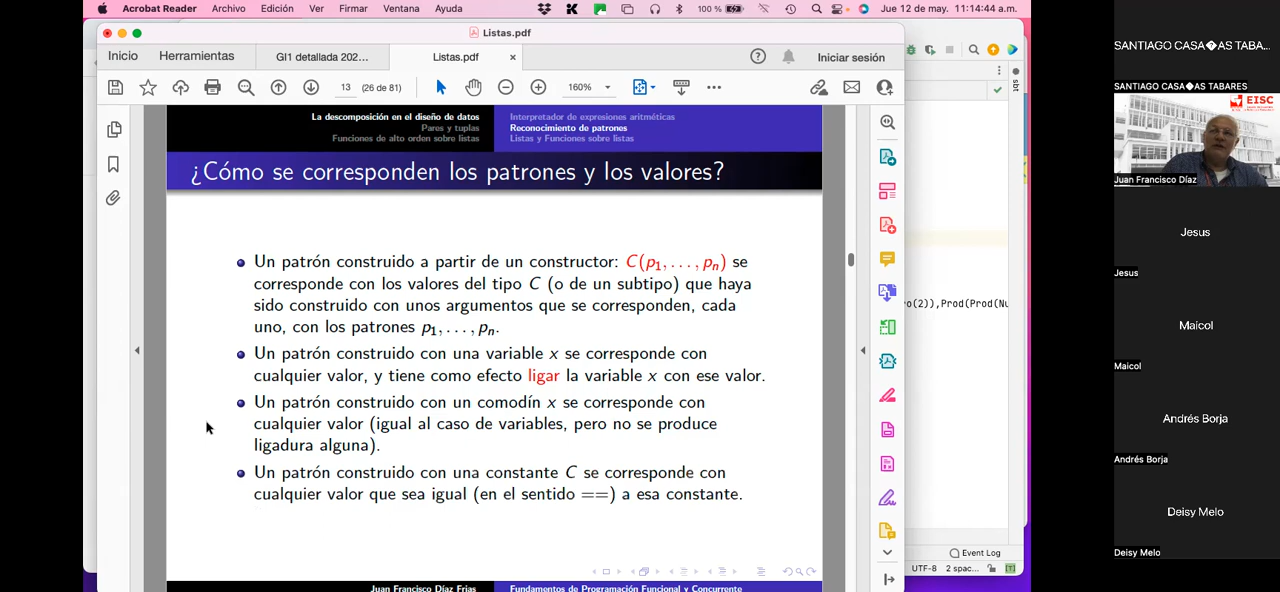 Acrobat Reader Archivo Edición Ver Firmar Ventana Ayuda 100 % Jue 12 de may. 11:14:44 a.m.
Listas.pdf
Inicio Herramientas GI1 detallada 202... Listas.pdf × Iniciar sesión
13 (26 de 81) 160%
La descomposición en el diseño de datos
Pares y tuplas
Funciones de alto orden sobre listas
Interpretador de expresiones aritméticas
Reconocimiento de patrones
Listas y Funciones sobre listas
¿Cómo se corresponden los patrones y los valores?
Un patrón construido a partir de un constructor: C(p1, . . . , pn) se
corresponde con los valores del tipo C (o de un subtipo) que haya
sido construido con unos argumentos que se corresponden, cada
uno, con los patrones p1, . . . , pn.
Un patrón construido con una variable x se corresponde con
cualquier valor, y tiene como efecto ligar la variable x con ese valor.
Un patrón construido con un comodín x se corresponde con
cualquier valor (igual al caso de variables, pero no se produce
ligadura alguna).
Un patrón construido con una constante C se corresponde con
cualquier valor que sea igual (en el sentido ==) a esa constante.
Juan Francisco Díaz Frias Fundamentos de Programación Funcional y Concurrente
sbt
ro(2)),Prod(Prod(Nu
Event Log
UTF-8 2 spac...
SANTIAGO CASA�AS TABA...
SANTIAGO CASA�AS TABARES
EISC
Juan Francisco Díaz
Jesus
Jesus
Maicol
Maicol
Andrés Borja
Andrés Borja
Deisy Melo
Deisy Melo